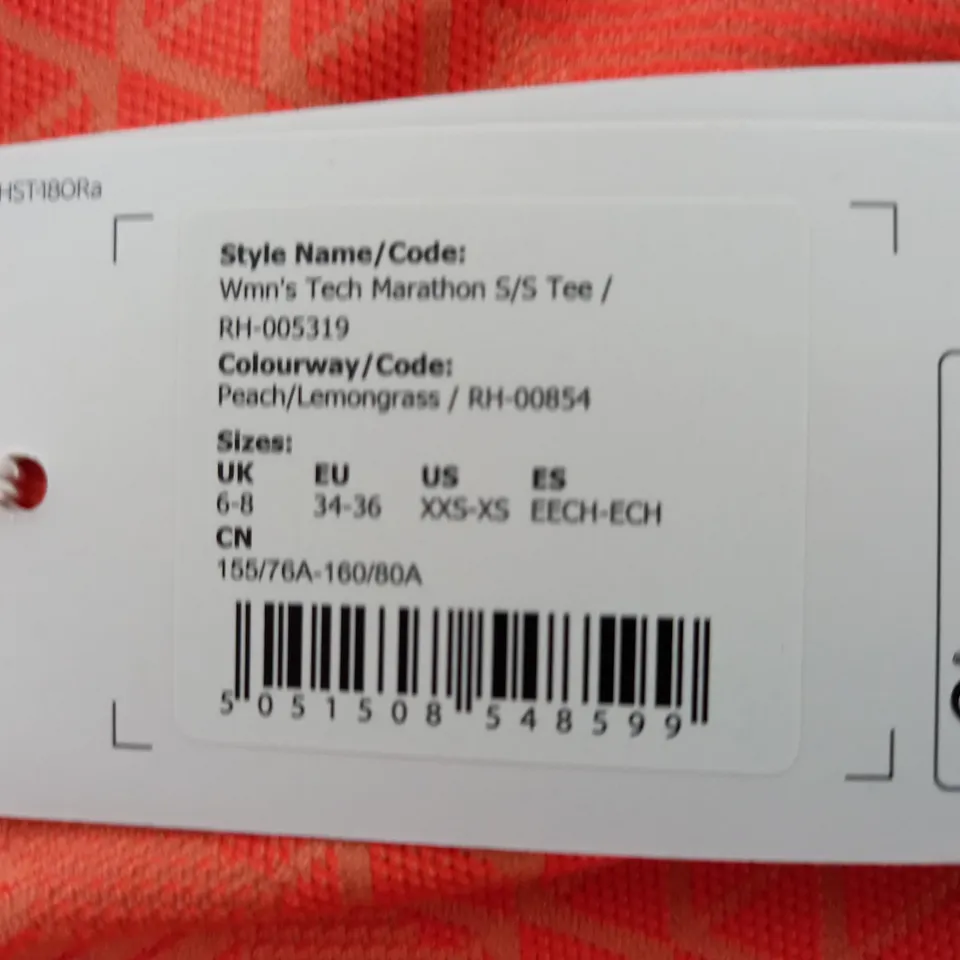 HST-180Ra
Style Name/Code:
Wmn's Tech Marathon S/S Tee /
RH-005319
Colourway/Code:
Peach/Lemongrass / RH-00854
Sizes:
UK EU US ES
6-8 34-36 XXS-XS EECH-ECH
CN
155/76A-160/80A
5 051508 548599